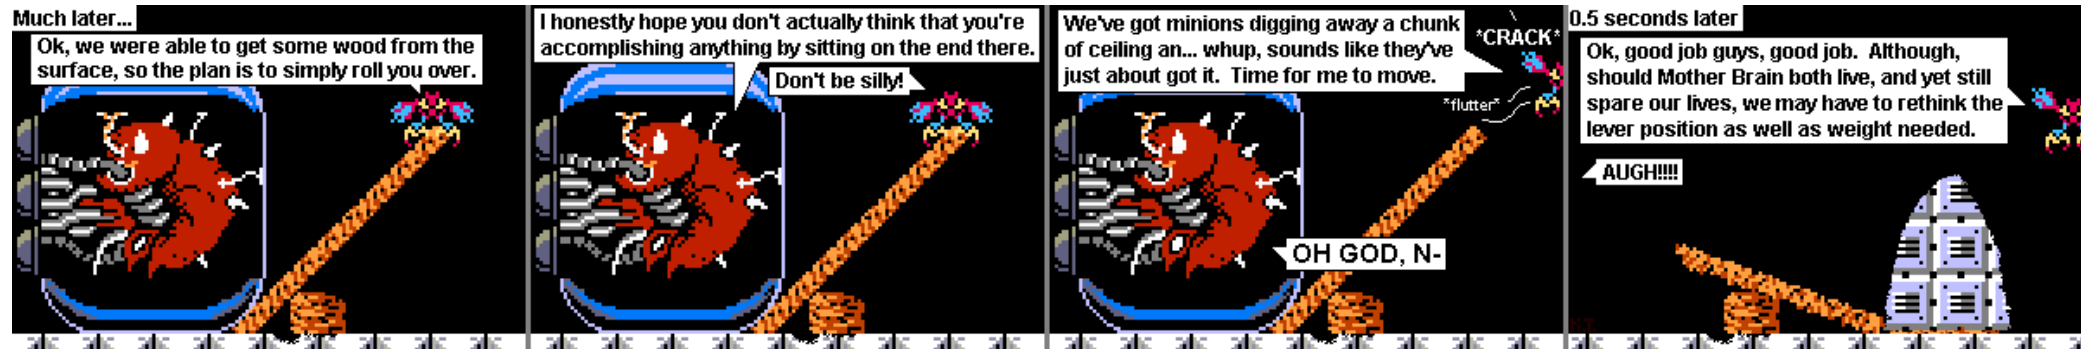 Much later...
Ok, we were able to get some wood from the
surface, so the plan is to simply roll you over.
I honestly hope you don't actually think that you're
accomplishing anything by sitting on the end there.
Don't be silly!
We've got minions digging away a chunk
of ceiling an... whup, sounds like they've
just about got it. Time for me to move.
*CRACK*
*flutter*
OH GOD, N-
0.5 seconds later
Ok, good job guys, good job. Although,
should Mother Brain both live, and yet still
spare our lives, we may have to rethink the
lever position as well as weight needed.
AUGH!!!!